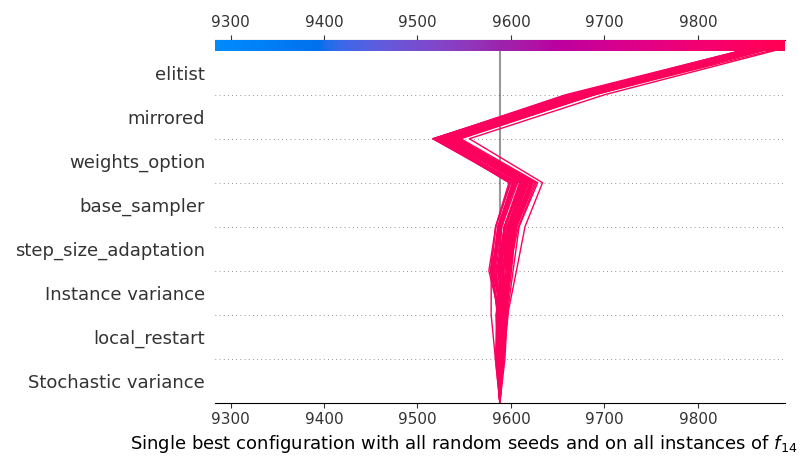 9300 9400 9500 9600 9700 9800
elitist
mirrored
weights_option
base_sampler
step_size_adaptation
Instance variance
local_restart
Stochastic variance
9300 9400 9500 9600 9700 9800
Single best configuration with all random seeds and on all instances of f14